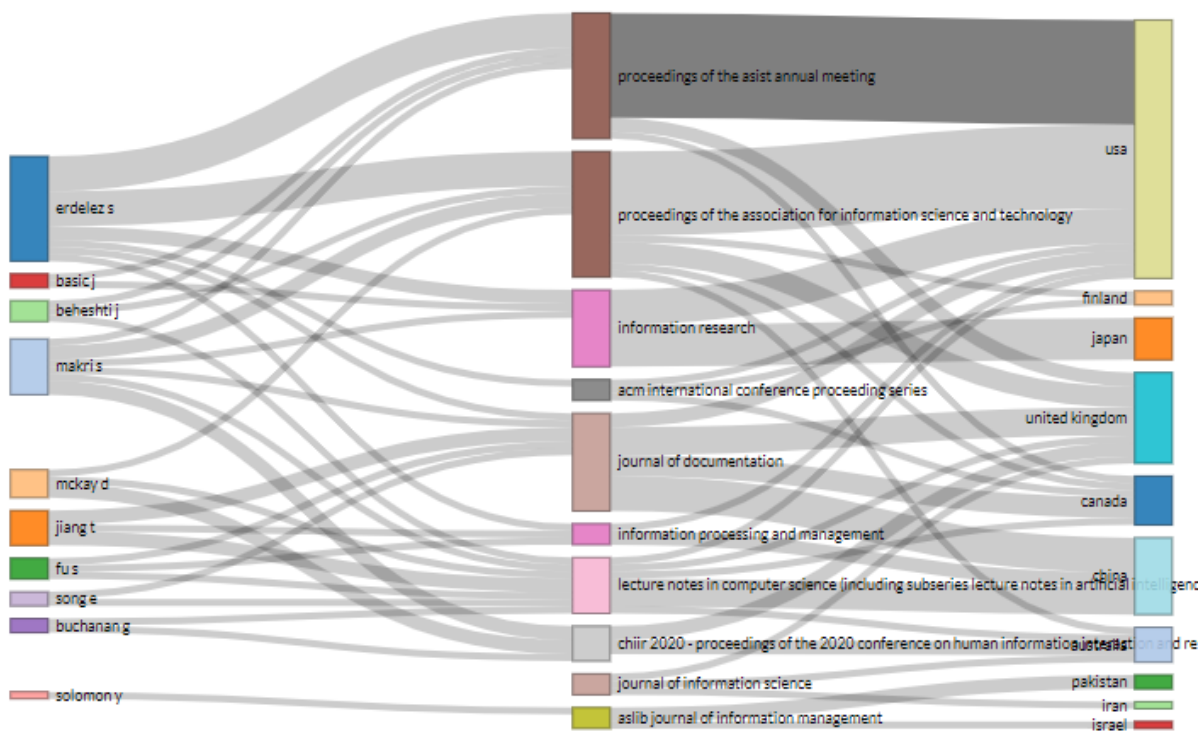 erdelez s
basic j
beheshti j
makri s
mckay d
jiang t
fu s
song e
buchanan g
solomon y
proceedings of the asist annual meeting
proceedings of the association for information science and technology
information research
acm international conference proceeding series
journal of documentation
information processing and management
lecture notes in computer science (including subseries lecture notes in artificial
chiir 2020 - proceedings of the 2020 conference on human information interaction and re
journal of information science
aslib journal of information management
usa
finland
japan
united kingdom
canada
china
australia
pakistan
iran
israel